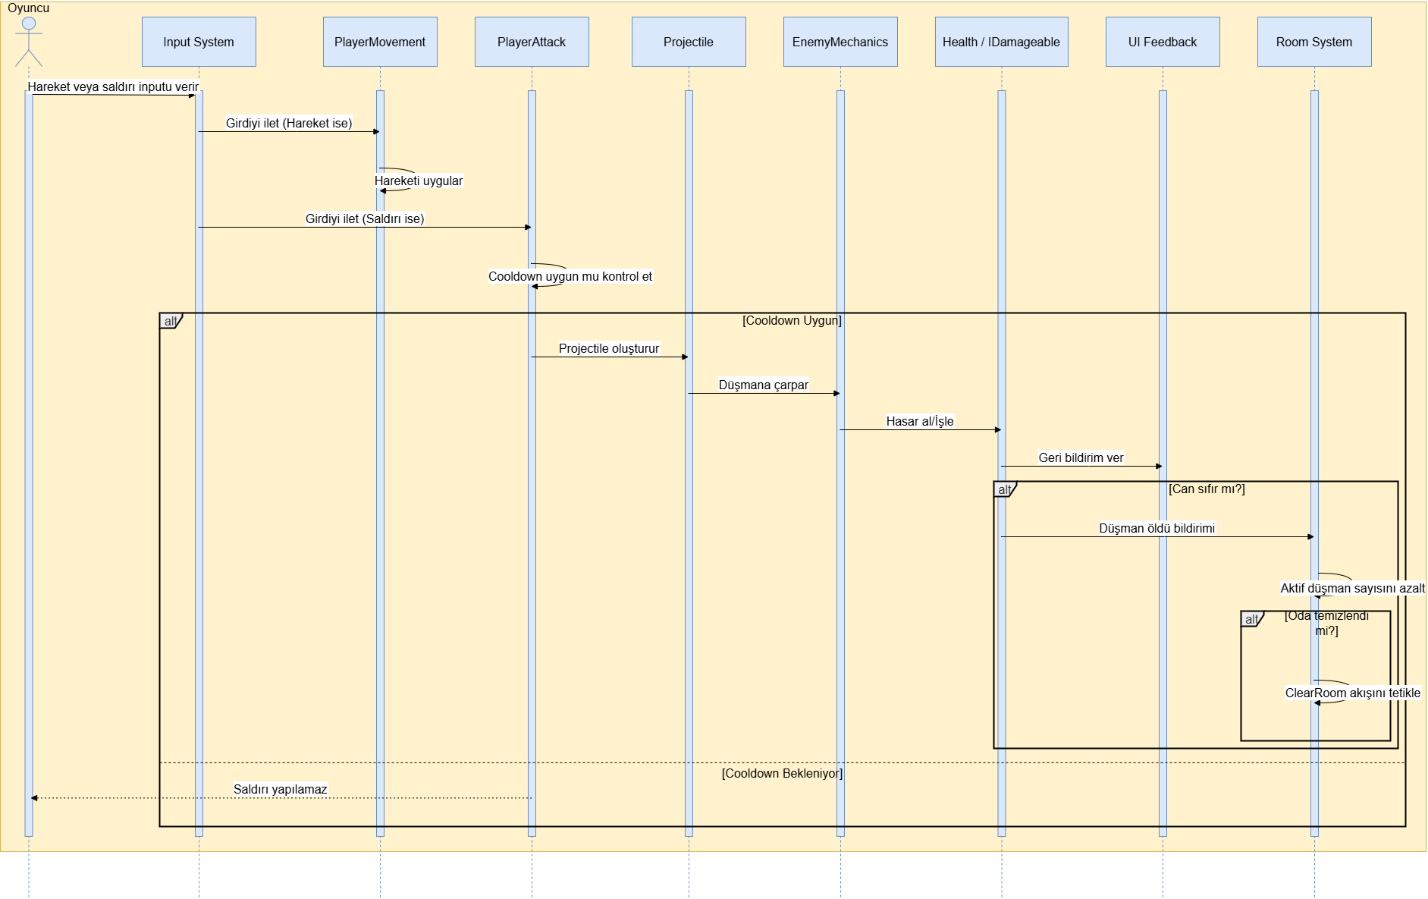 Oyuncu
Input System
PlayerMovement
PlayerAttack
Projectile
EnemyMechanics
Health / IDamageable
UI Feedback
Room System
Hareket veya saldırı inputu verir
Girdiyi ilet (Hareket ise)
Hareketi uygular
Girdiyi ilet (Saldırı ise)
Cooldown uygun mu kontrol et
alt
[Cooldown Uygun]
Projectile oluşturur
Düşmana çarpar
Hasar al/İşle
Geri bildirim ver
alt
[Can sıfır mı?]
Düşman öldü bildirimi
Aktif düşman sayısını azalt
alt
[Oda temizlendi
mi?]
ClearRoom akışını tetikle
[Cooldown Bekleniyor]
Saldırı yapılamaz